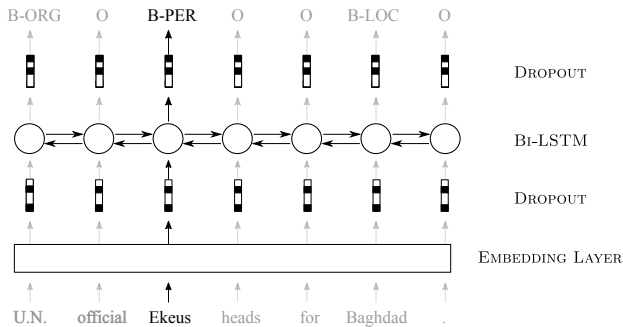 B-ORG O B-PER O O B-LOC O
Dropout
Bi-LSTM
Dropout
Embedding Layer
U.N. official Ekeus heads for Baghdad .